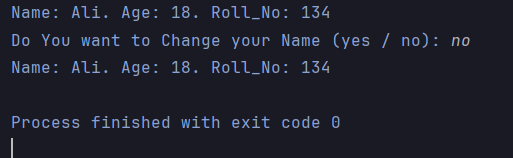 Name: Ali. Age: 18. Roll_No: 134
Do You want to Change your Name (yes / no): no
Name: Ali. Age: 18. Roll_No: 134
Process finished with exit code 0